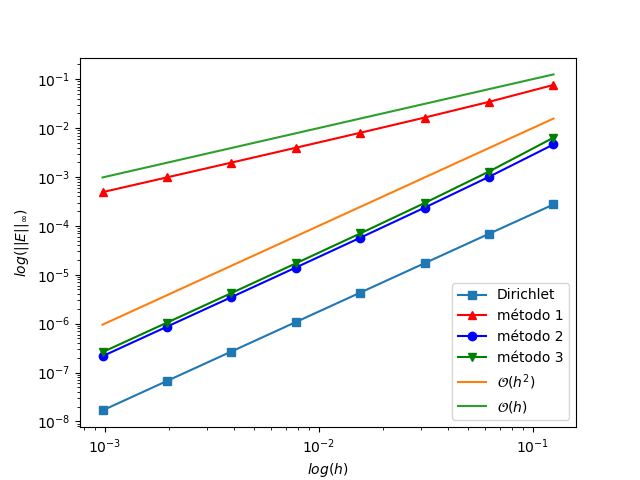 10⁻¹
10⁻²
10⁻³
10⁻⁴
10⁻⁵
10⁻⁶
10⁻⁷
10⁻⁸
log(||E||∞)
10⁻³ 10⁻² 10⁻¹
log(h)
Dirichlet
método 1
método 2
método 3
𝒪(h²)
𝒪(h)